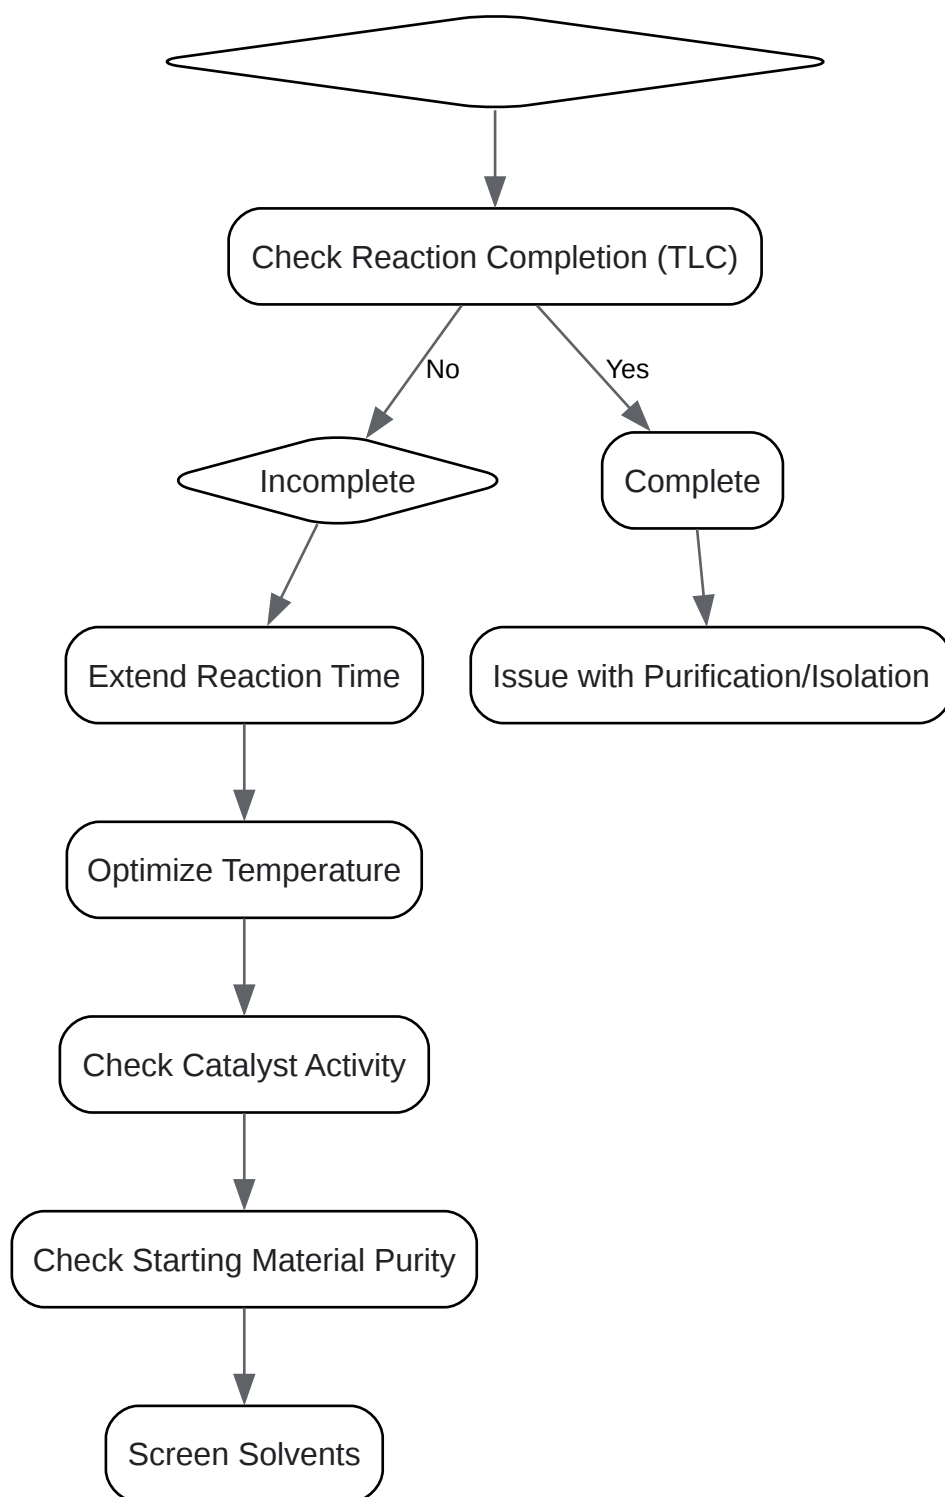 Check Reaction Completion (TLC)
No
Yes
Incomplete
Complete
Extend Reaction Time
Issue with Purification/Isolation
Optimize Temperature
Check Catalyst Activity
Check Starting Material Purity
Screen Solvents